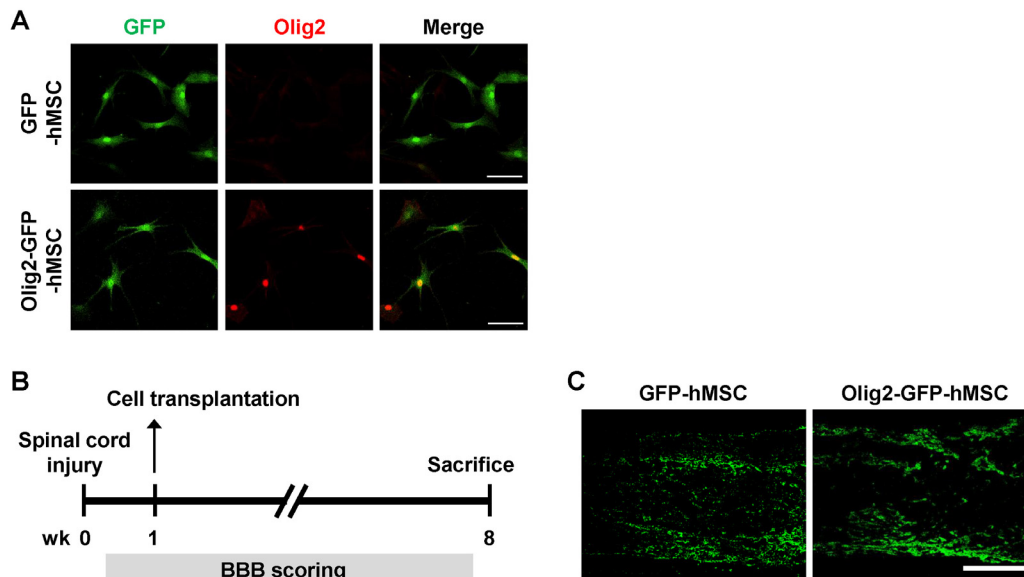 A
GFP
Olig2
Merge
GFP
-hMSC
Olig2-GFP
-hMSC
B
Cell transplantation
Spinal cord
injury
Sacrifice
wk 0
1
8
BBB scoring
C
GFP-hMSC
Olig2-GFP-hMSC